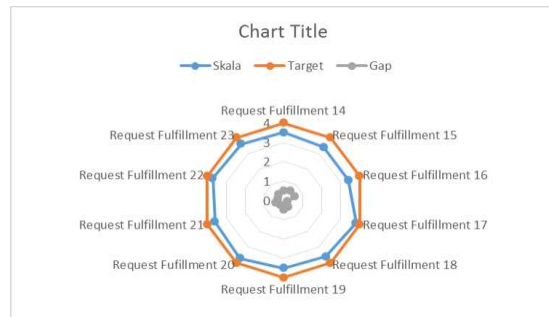 Chart Title
Skala Target Gap
Request Fulfillment 14
Request Fulfillment 23
Request Fulfillment 15
Request Fulfillment 22
Request Fulfillment 16
Request Fulfillment 21
Request Fulfillment 17
Request Fufillment 20
Request Fulfillment 18
Request Fulfillment 19
4
3
2
1
0